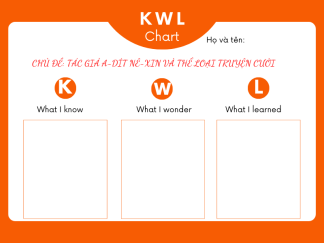 KWL
Chart
Họ và tên:
CHỦ ĐỀ: TÁC GIẢ A-DÍT NÊ-XIN VÀ THỂ LOẠI TRUYỆN CƯỜI
K
W
L
What I know
What I wonder
What I learned